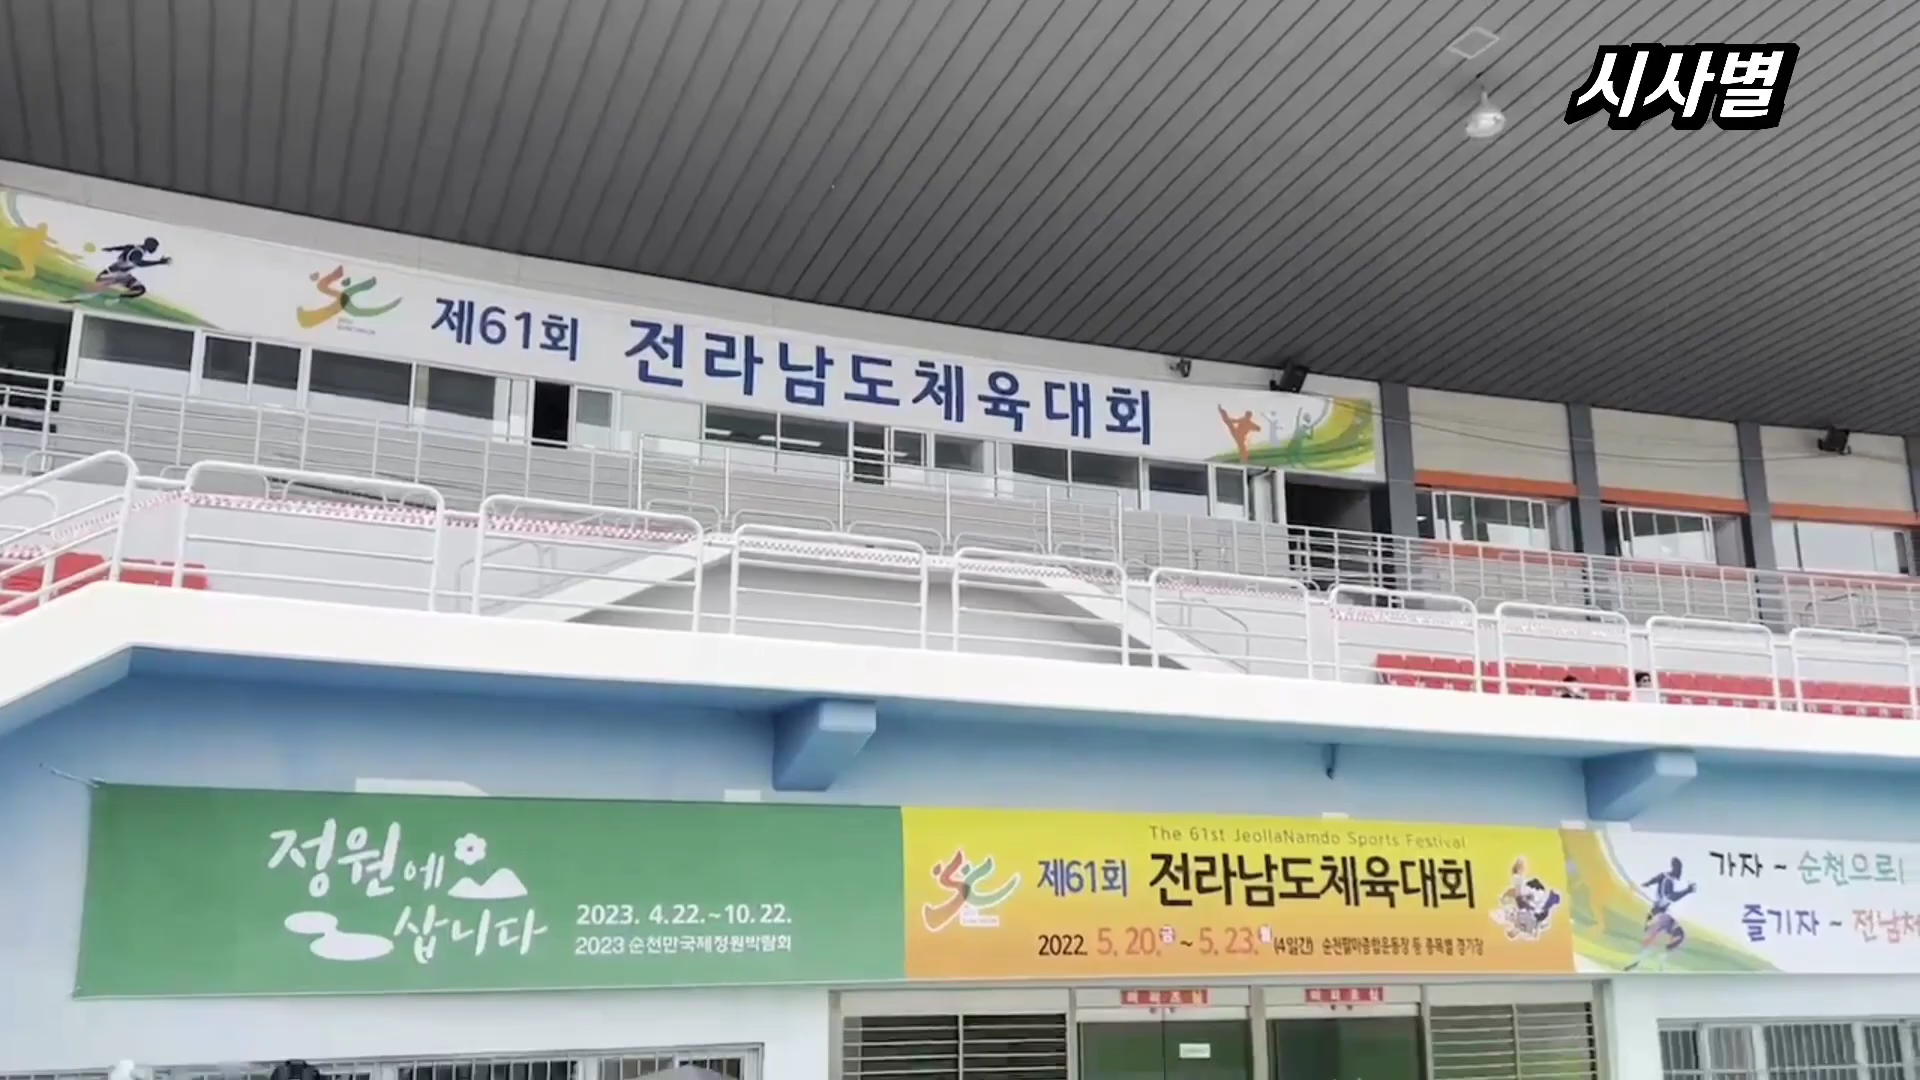 시사별
제61회 전라남도체육대회
정원에
삽니다
2023. 4.22.~10.22.
2023 순천만국제정원박람회
The 61st JeollaNamdo Sports Festival
제61회 전라남도체육대회
2022. 5. 20.금 ~ 5. 23.월 (4일간) 순천팔마종합운동장 등 종목별 경기장
가자 ~ 순천으로!
즐기자 ~ 전남체